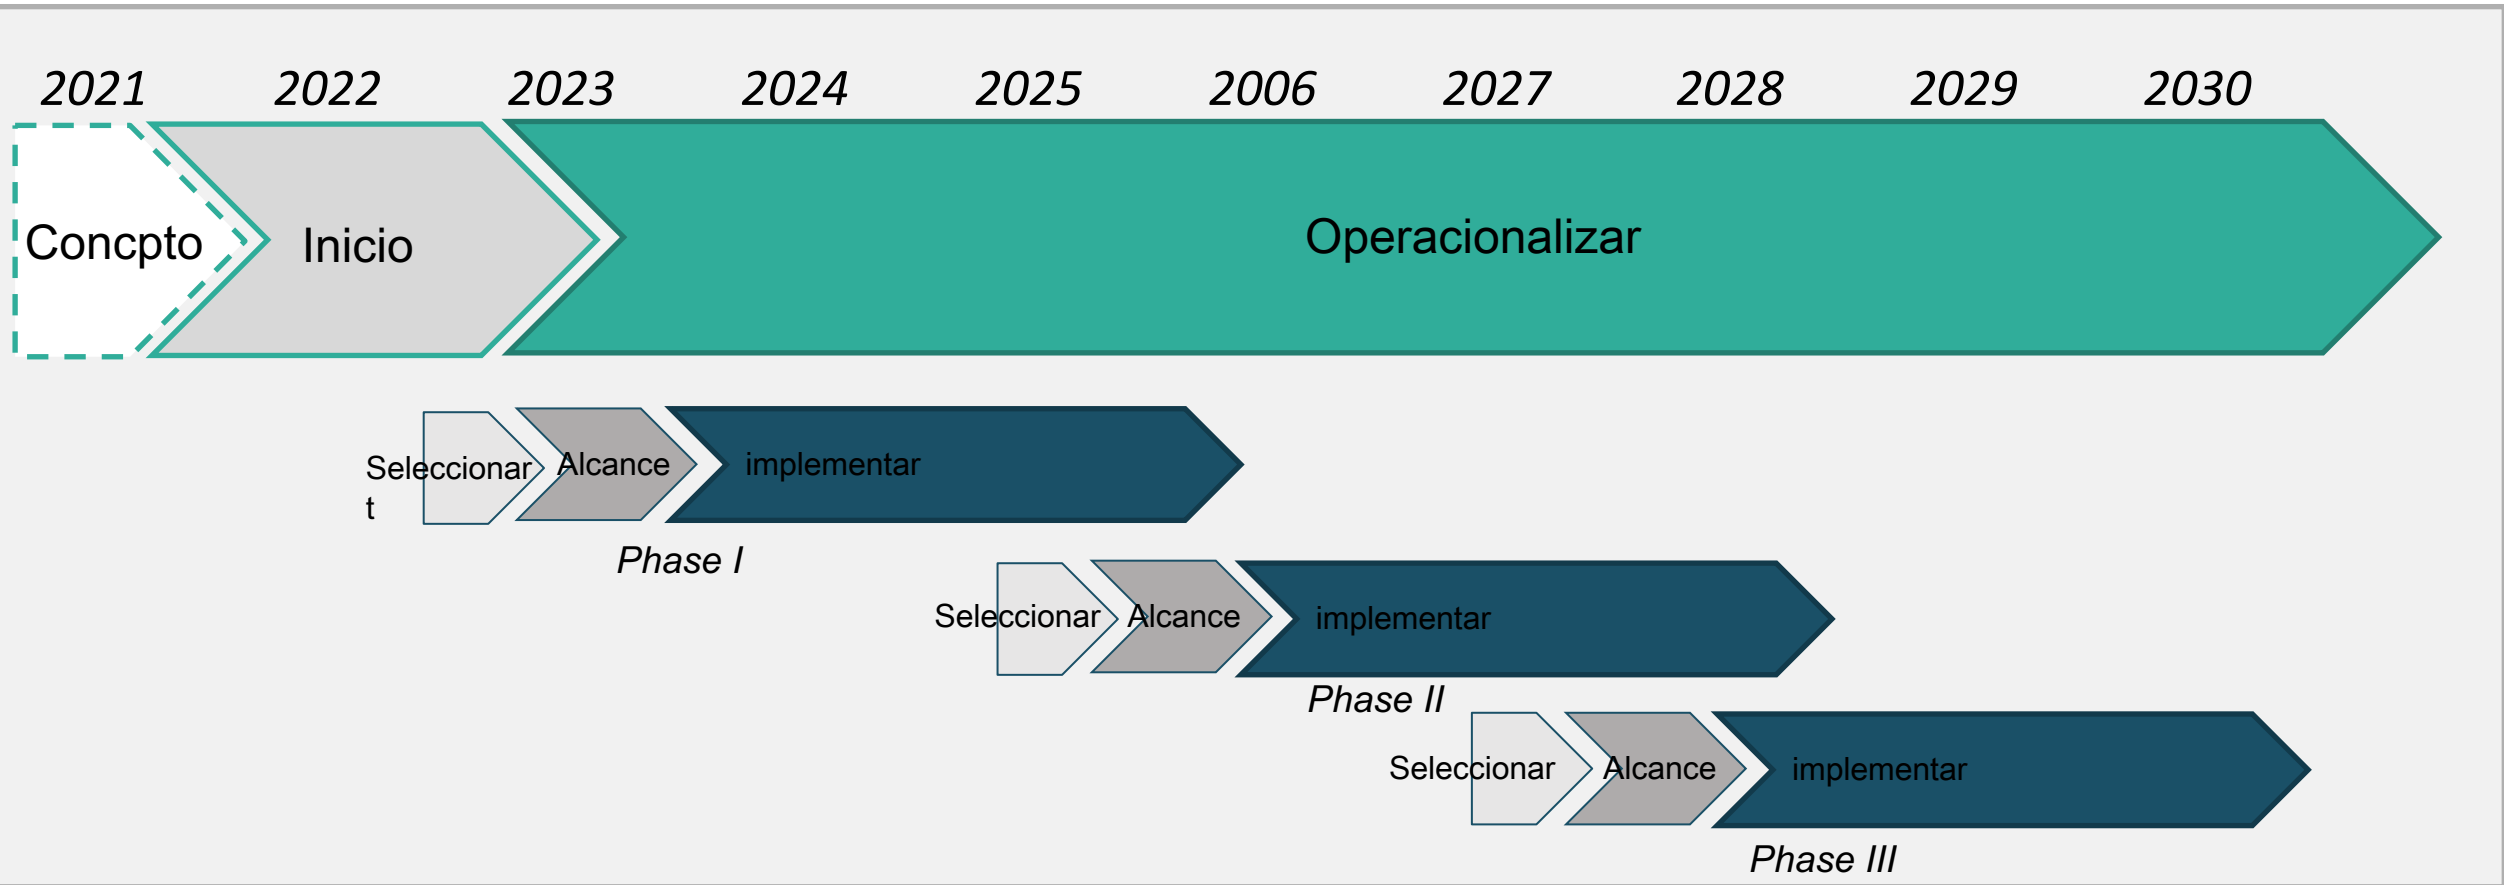 2021 2022 2023 2024 2025 2006 2027 2028 2029 2030
Concpto
Inicio
Operacionalizar
Seleccionar
t
Alcance
implementar
Phase I
Seleccionar
Alcance
implementar
Phase II
Seleccionar
Alcance
implementar
Phase III